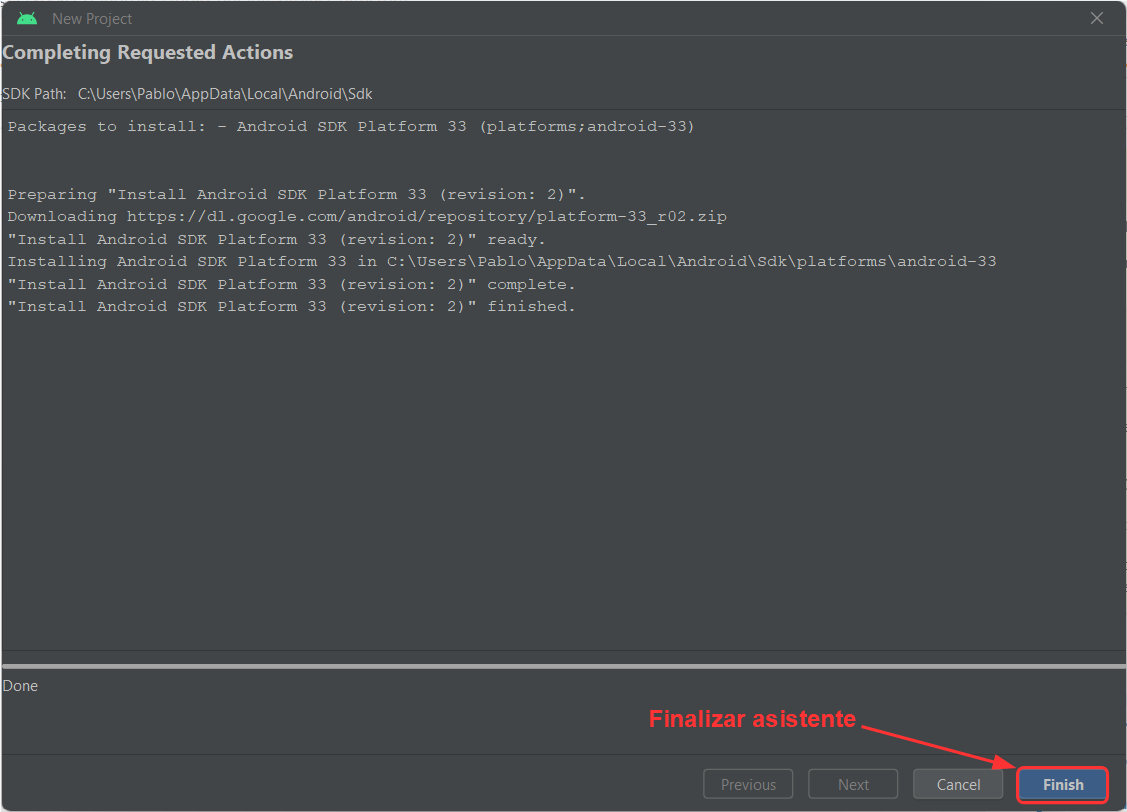 New Project
Completing Requested Actions
SDK Path: C:\Users\Pablo\AppData\Local\Android\Sdk
Packages to install: - Android SDK Platform 33 (platforms;android-33)
Preparing "Install Android SDK Platform 33 (revision: 2)".
Downloading https://dl.google.com/android/repository/platform-33_r02.zip
"Install Android SDK Platform 33 (revision: 2)" ready.
Installing Android SDK Platform 33 in C:\Users\Pablo\AppData\Local\Android\Sdk\platforms\android-33
"Install Android SDK Platform 33 (revision: 2)" complete.
"Install Android SDK Platform 33 (revision: 2)" finished.
Done
Finalizar asistente
Previous Next Cancel Finish